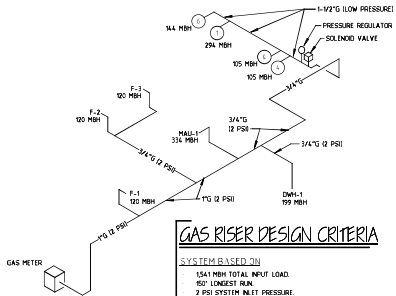 1-1/2"G (LOW PRESSURE)
6
144 MBH
1
294 MBH
PRESSURE REGULATOR
SOLENOID VALVE
105 MBH
4
105 MBH
3/4"G
F-3
120 MBH
F-2
120 MBH
3/4"G
(2 PSI)
MAU-1
334 MBH
3/4"G (2 PSI)
3/4"G (2 PSI)
F-1
120 MBH
1"G (2 PSI)
DWH-1
199 MBH
1"G (2 PSI)
GAS METER
GAS RISER DESIGN CRITERIA
SYSTEM BASED ON
1,541 MBH TOTAL INPUT LOAD.
150' LONGEST RUN.
2 PSI SYSTEM INLET PRESSURE.